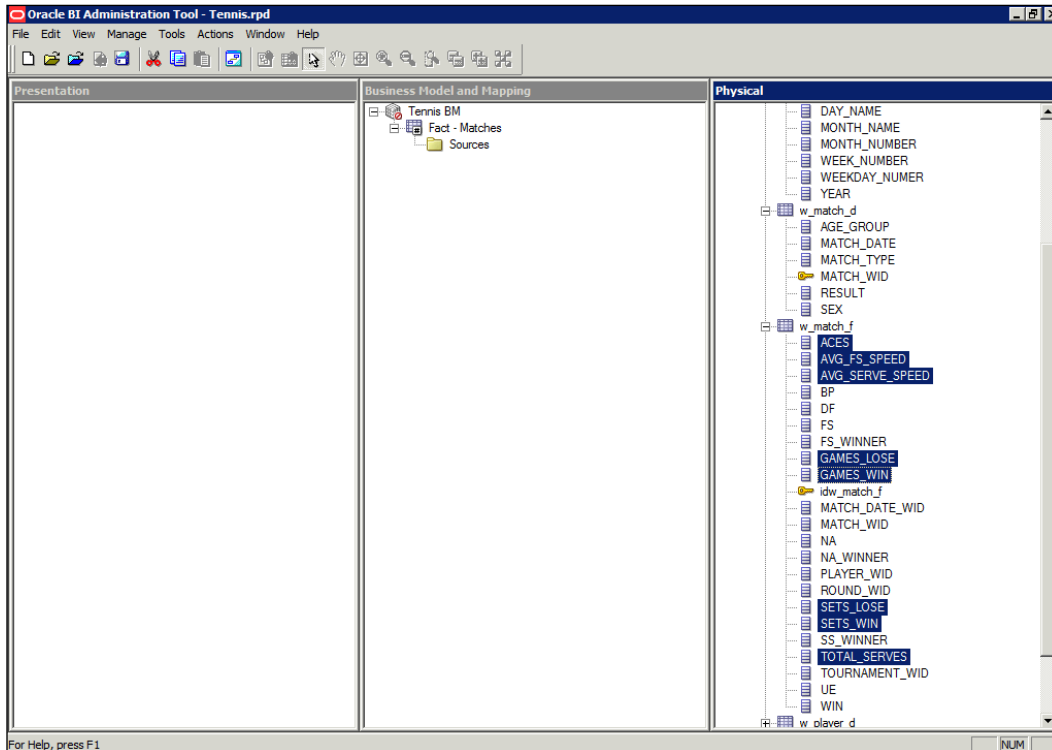 Oracle BI Administration Tool - Tennis.rpd
File Edit View Manage Tools Actions Window Help
Presentation
Business Model and Mapping
Tennis BM
Fact - Matches
Sources
Physical
DAY_NAME
MONTH_NAME
MONTH_NUMBER
WEEK_NUMBER
WEEKDAY_NUMER
YEAR
w_match_d
AGE_GROUP
MATCH_DATE
MATCH_TYPE
MATCH_WID
RESULT
SEX
w_match_f
ACES
AVG_FS_SPEED
AVG_SERVE_SPEED
BP
DF
FS
FS_WINNER
GAMES_LOSE
GAMES_WIN
idw_match_f
MATCH_DATE_WID
MATCH_WID
NA
NA_WINNER
PLAYER_WID
ROUND_WID
SETS_LOSE
SETS_WIN
SS_WINNER
TOTAL_SERVES
TOURNAMENT_WID
UE
WIN
w_player_d
For Help, press F1
NUM